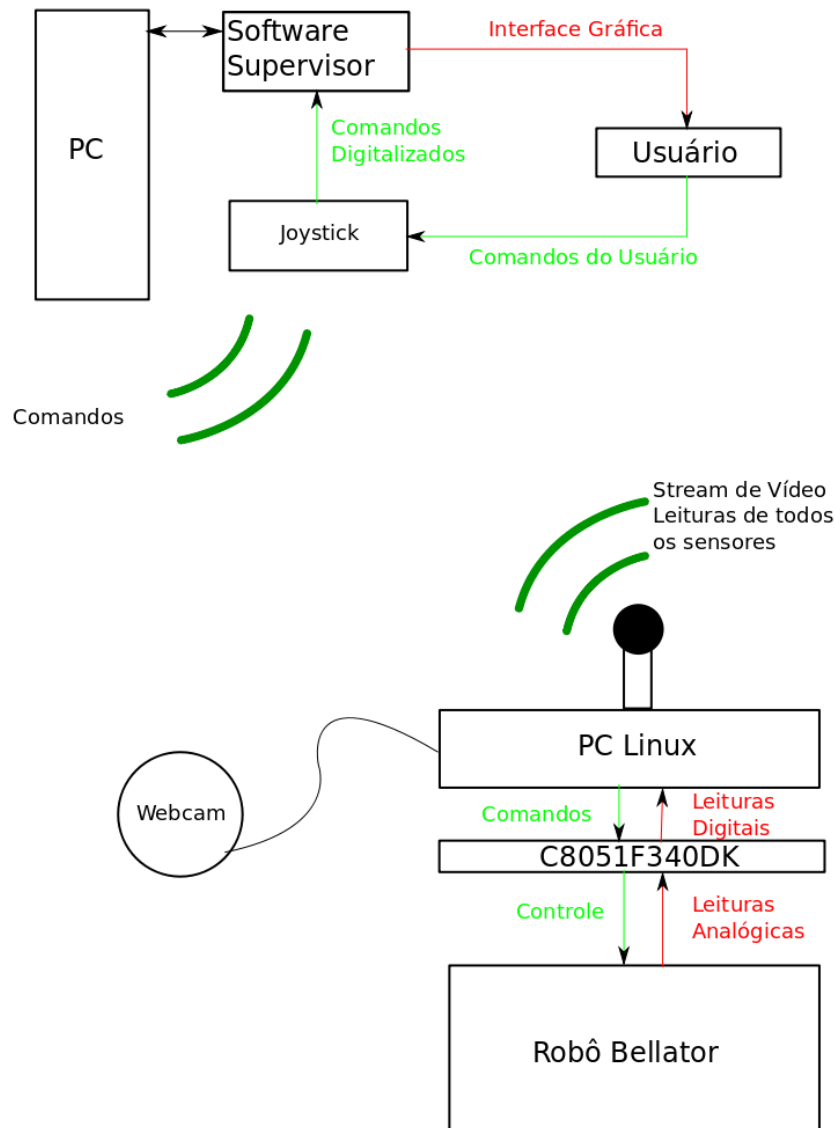 Software
Supervisor
Interface Gráfica
PC
Comandos
Digitalizados
Usuário
Joystick
Comandos do Usuário
Comandos
Stream de Vídeo
Leituras de todos
os sensores
PC Linux
Webcam
Comandos
Leituras
Digitais
C8051F340DK
Controle
Leituras
Analógicas
Robô Bellator